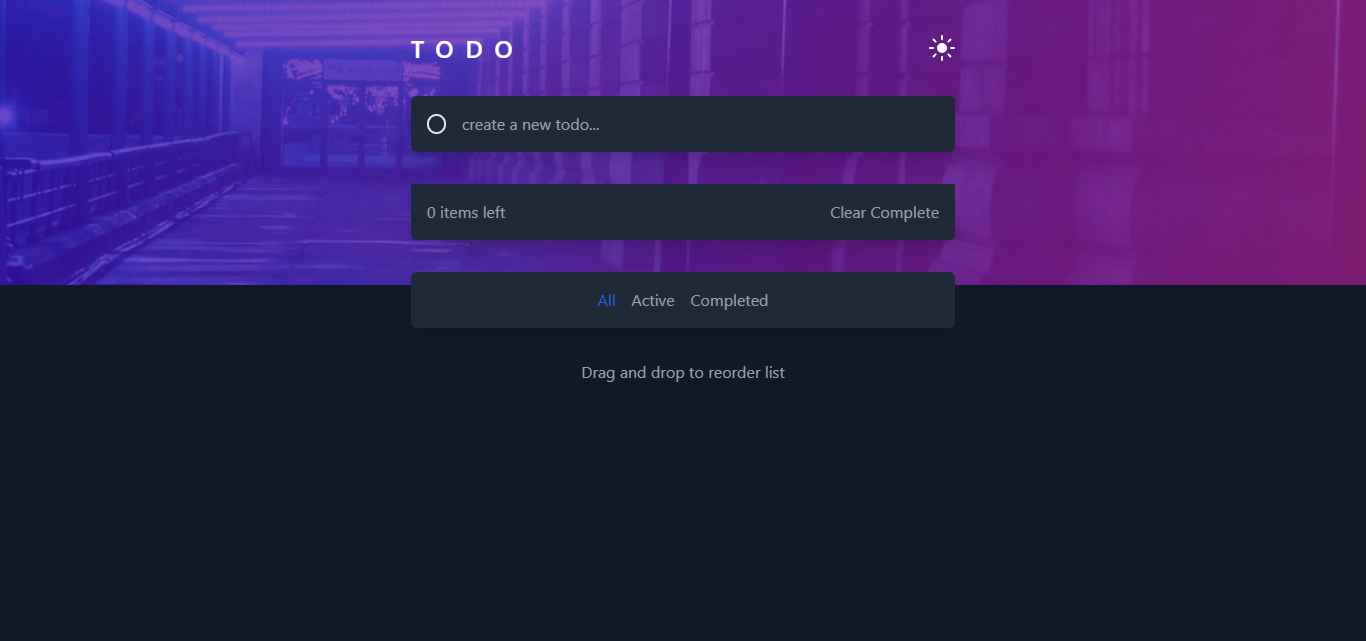 TODO
create a new todo...
0 items left Clear Complete
All Active Completed
Drag and drop to reorder list